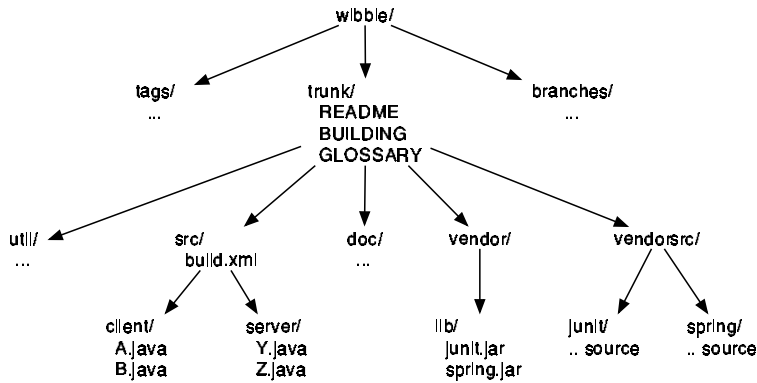 wibble/
tags/ trunk/ branches/
... README ...
BUILDING
GLOSSARY
util/ src/ doc/ vendor/ vendorsrc/
... build.xml ...
client/ server/ lib/ junit/ spring/
A.java Y.java junit.jar .. source .. source
B.java Z.java spring.jar